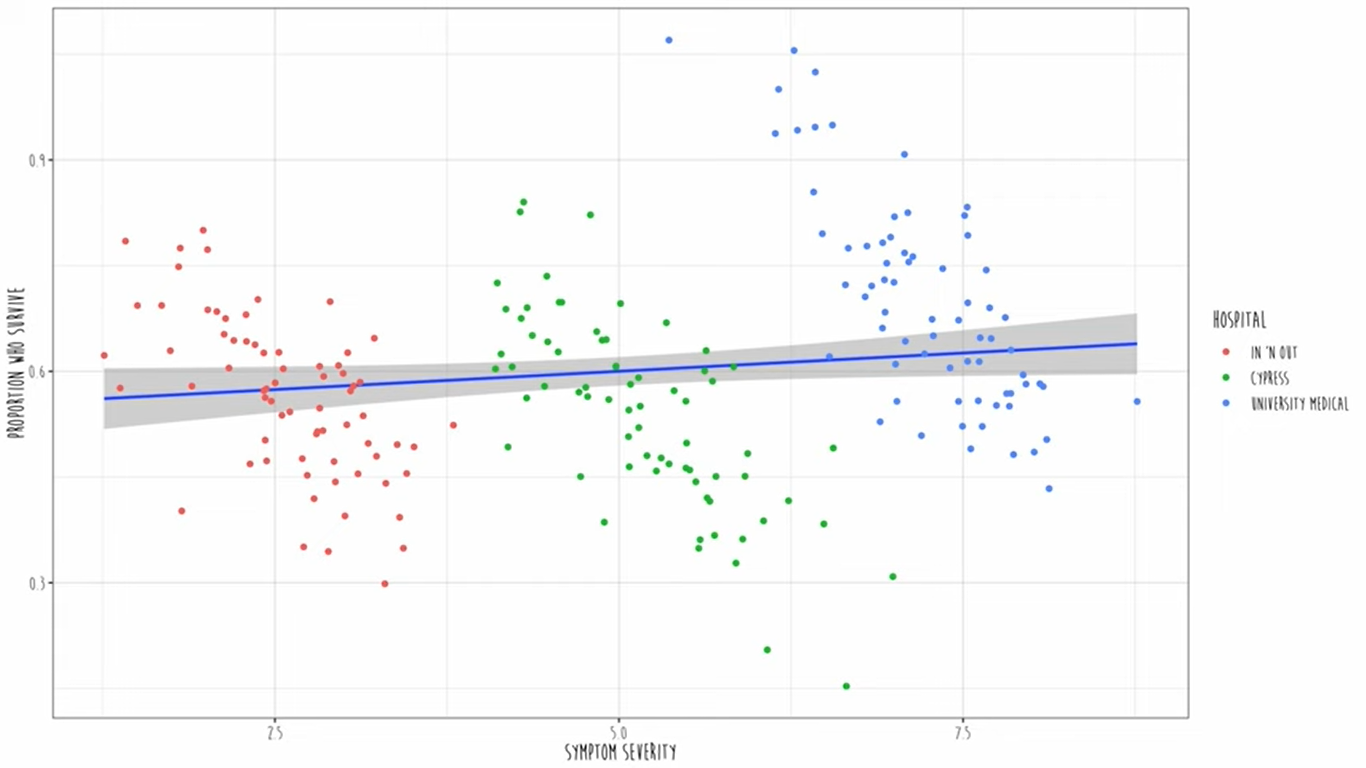 PROPORTION WHO SURVIVE
0.9
0.6
0.3
2.5
5.0
7.5
SYMPTOM SEVERITY
HOSPITAL
IN 'N OUT
CYPRESS
UNIVERSITY MEDICAL